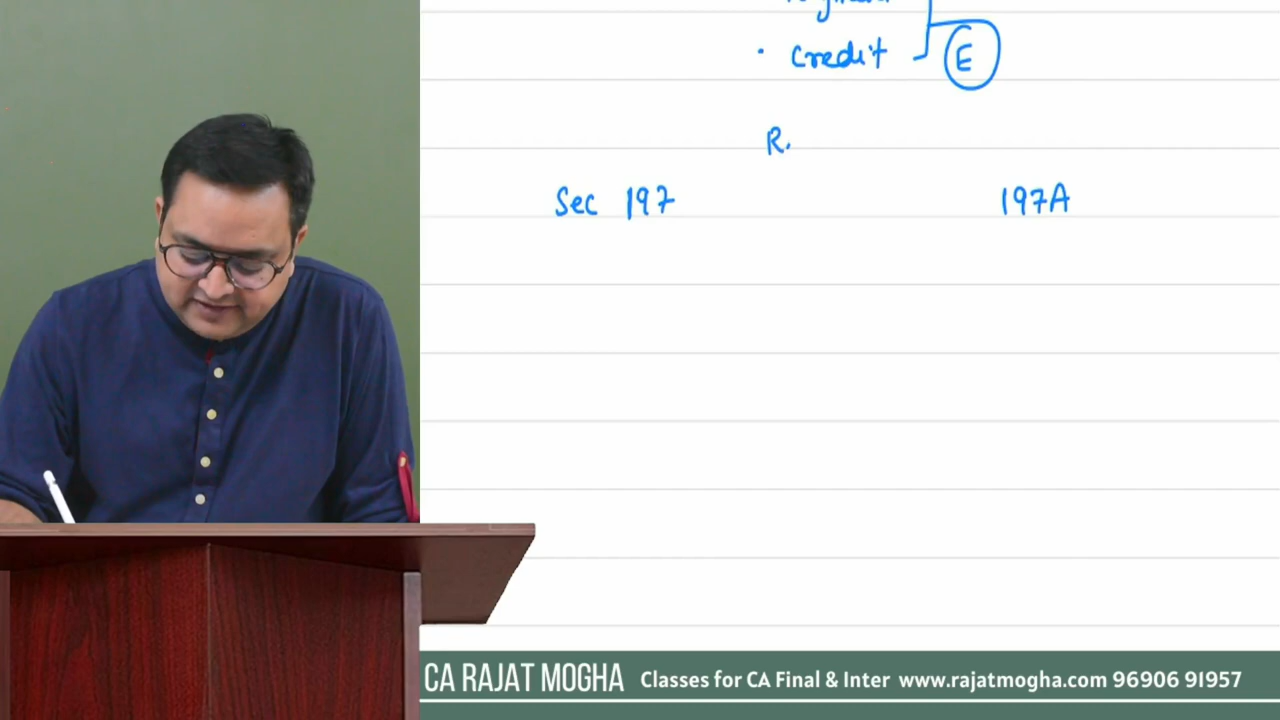 • credit E
R.
Sec 197 197A
CA RAJAT MOGHA Classes for CA Final & Inter www.rajatmogha.com 96906 91957